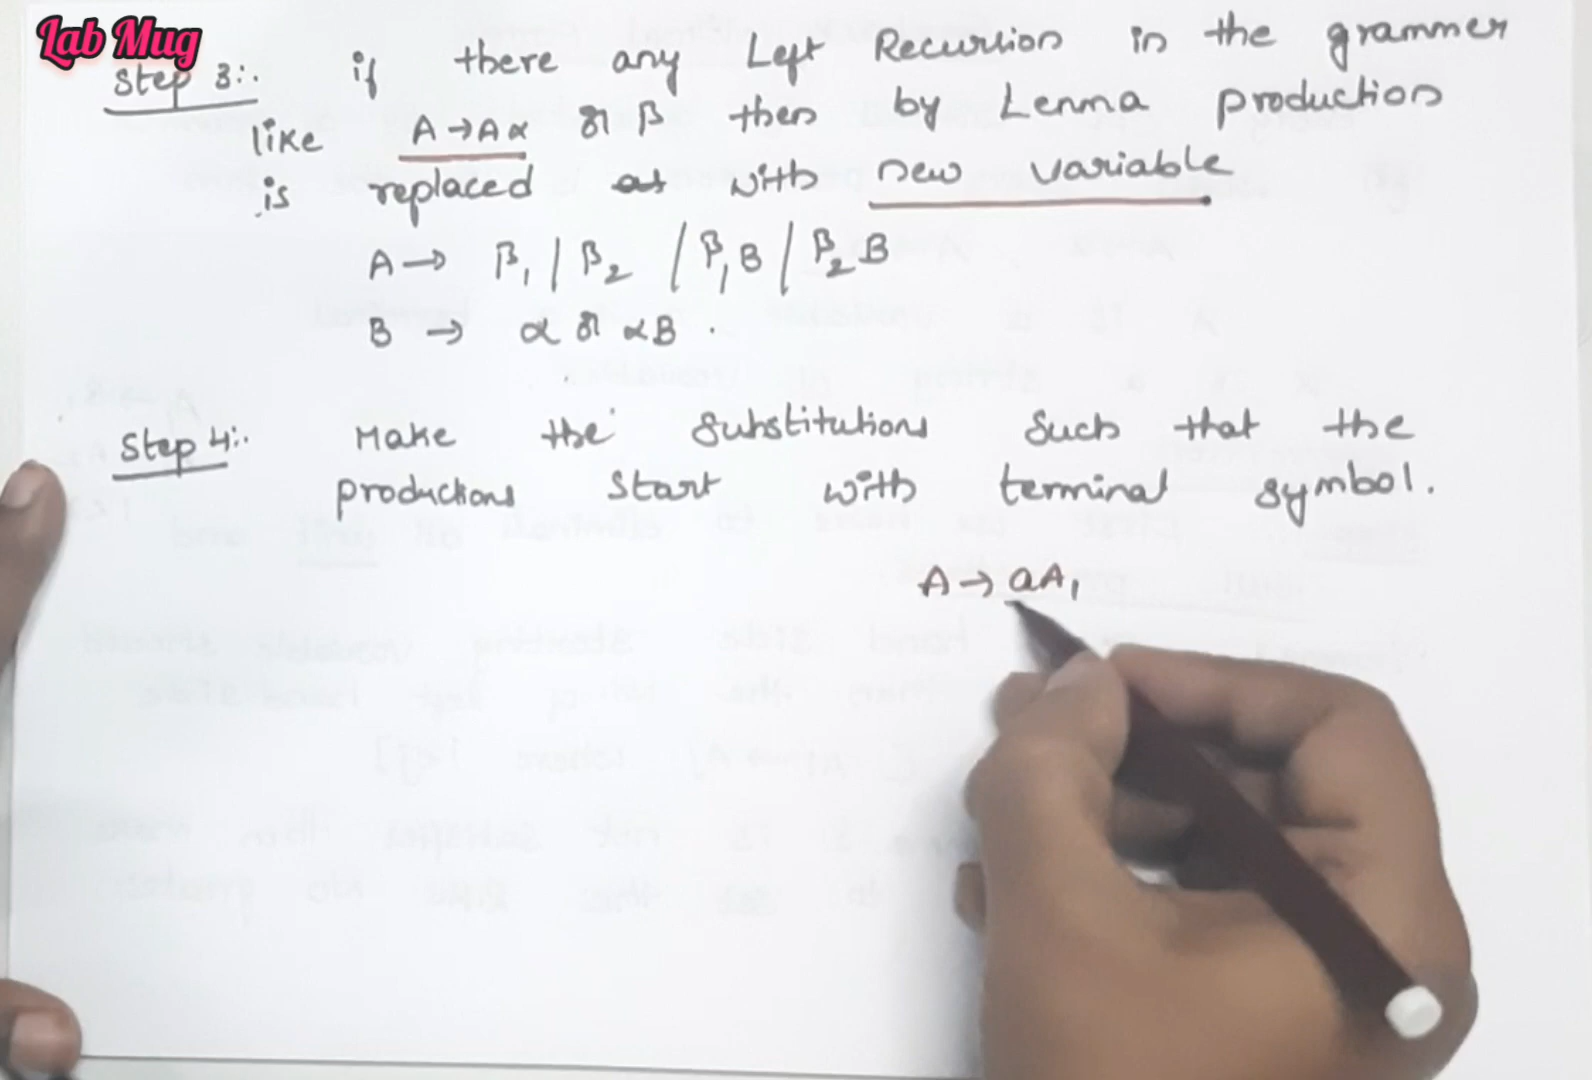 Lab Mug
Step 3:. if there any Left Recursion in the grammer
like A→Aα or β then by Lemma production
is replaced with new variable
A→ β₁ | β₂ | β₁B | β₂B
B → α or αB .
Step 4:. Make the Substitutions Such that the
productions Start with terminal symbol.
A→aA₁